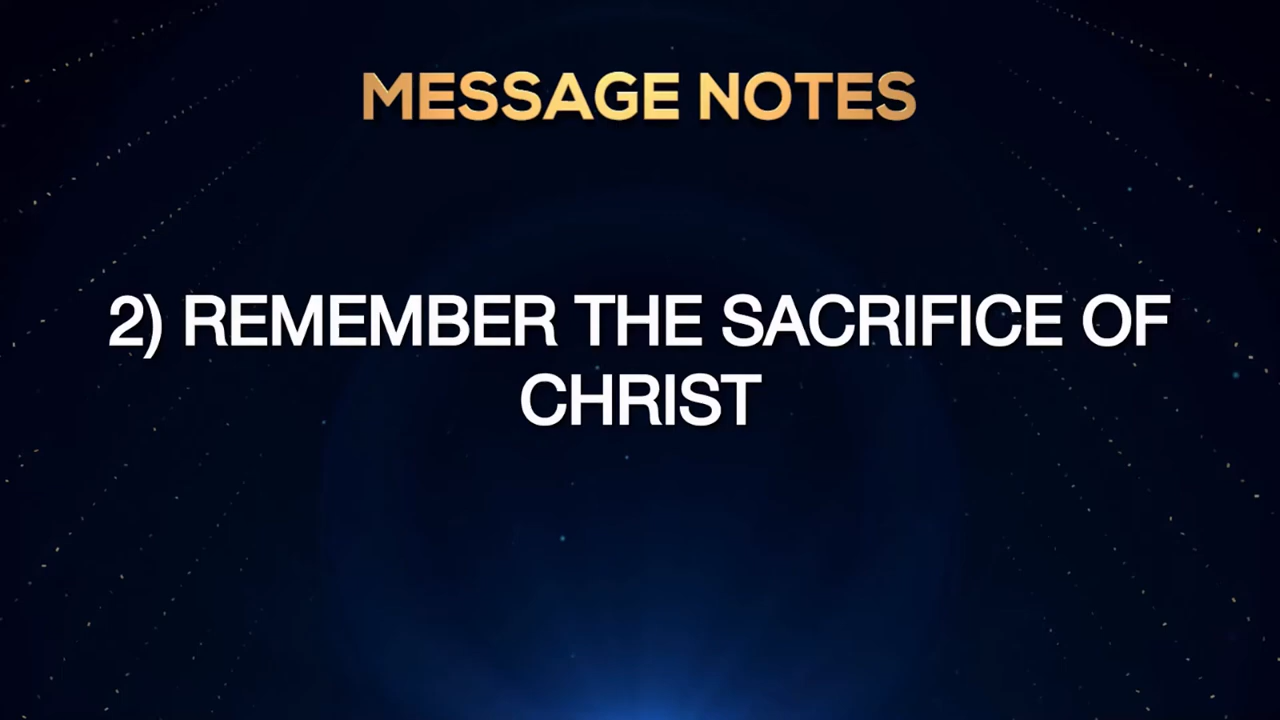 MESSAGE NOTES
2) REMEMBER THE SACRIFICE OF
CHRIST